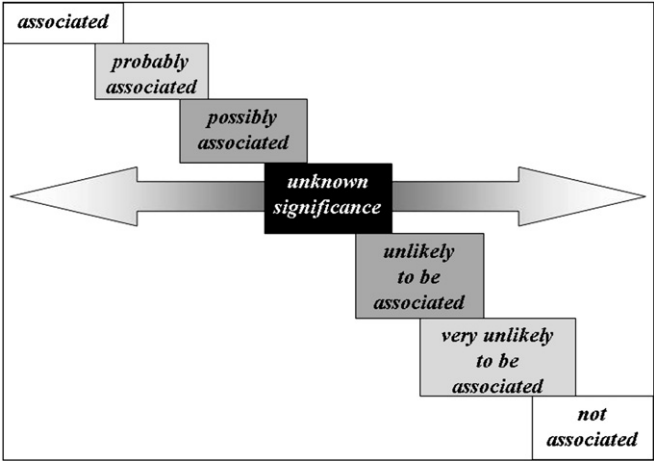 associated
probably
associated
possibly
associated
unknown
significance
unlikely
to be
associated
very unlikely
to be
associated
not
associated